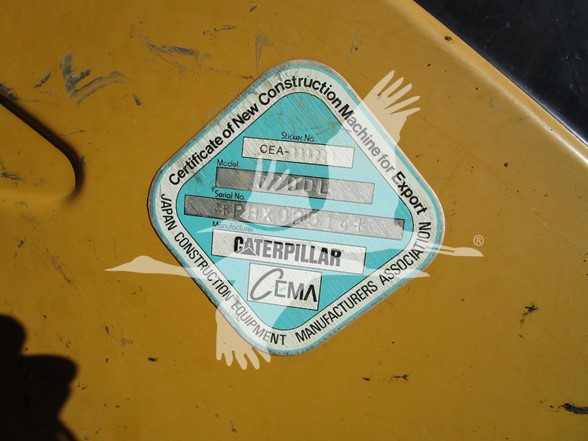 Certificate of New Construction Machine for Export
Sticker No.
CEA-
Model
Serial No.
Manufacturer
CATERPILLAR
CEMA
JAPAN CONSTRUCTION EQUIPMENT MANUFACTURERS ASSOCIATION
®